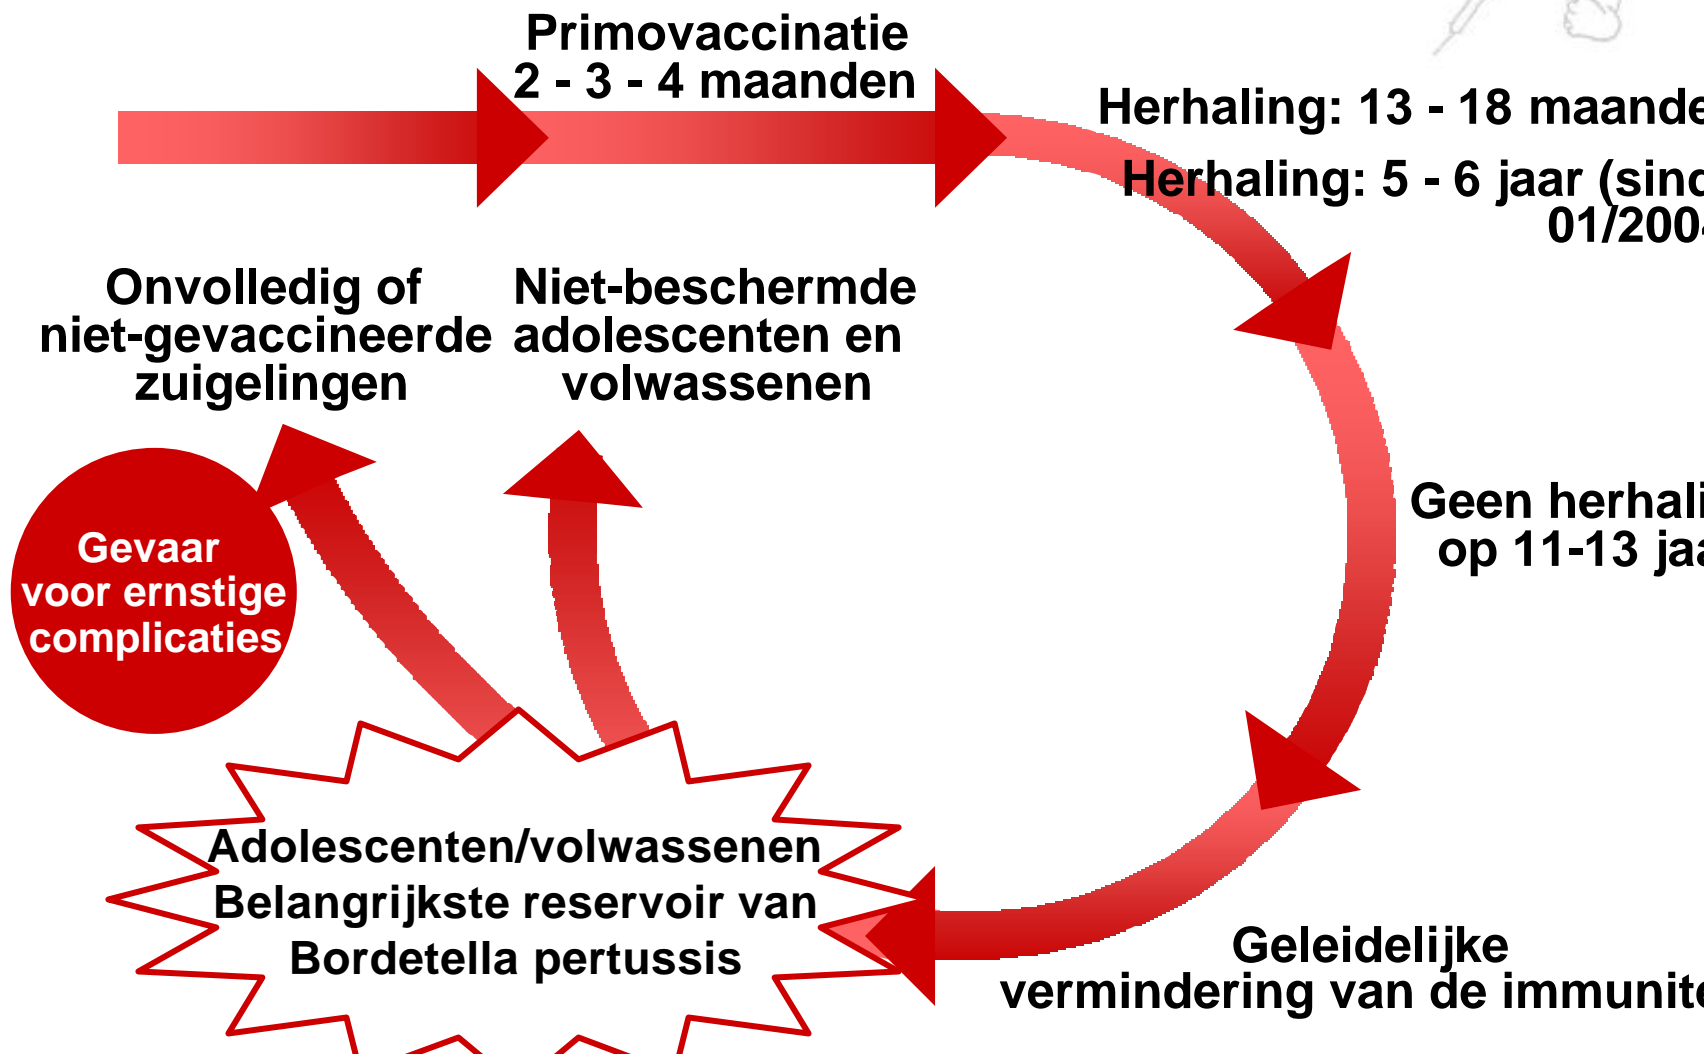 Primovaccinatie
2 - 3 - 4 maanden
Herhaling: 13 - 18 maande
Herhaling: 5 - 6 jaar (sind
01/2004
Onvolledig of
niet-gevaccineerde
zuigelingen
Niet-beschermde
adolescenten en
volwassenen
Gevaar
voor ernstige
complicaties
Geen herhali
op 11-13 jaa
Adolescenten/volwassenen
Belangrijkste reservoir van
Bordetella pertussis
Geleidelijke
vermindering van de immunite